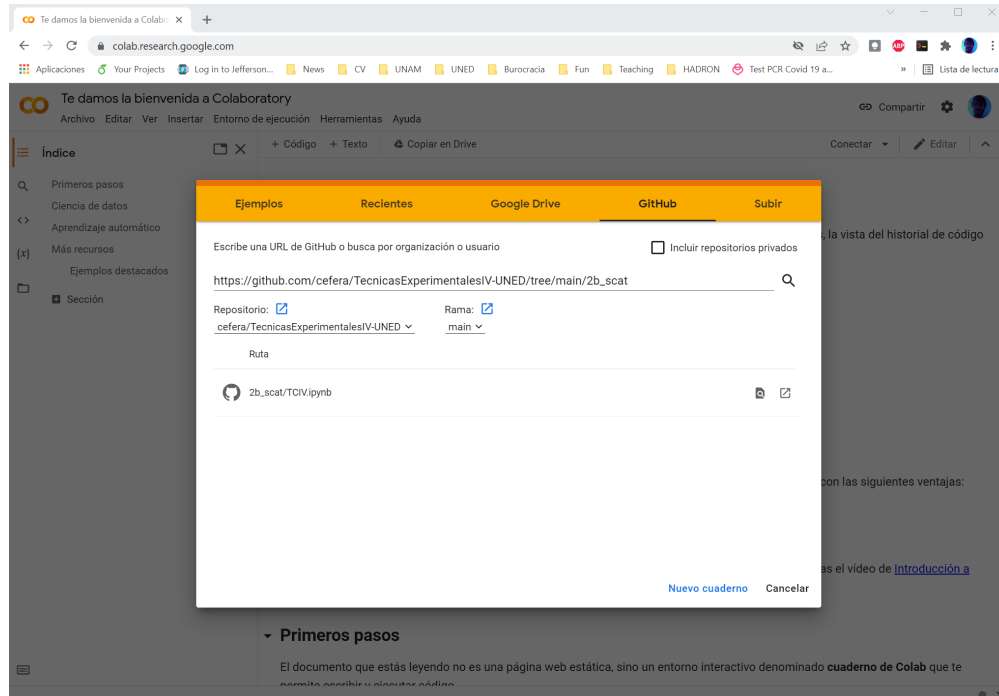 Te damos la bienvenida a Colabo
colab.research.google.com
ABP
Aplicaciones Your Projects Log in to Jefferson... News CV UNAM UNED Burocracia Fun Teaching HADRON Test PCR Covid 19 a... » Lista de lectura
Te damos la bienvenida a Colaboratory
Compartir
Archivo Editar Ver Insertar Entorno de ejecución Herramientas Ayuda
Índice
+ Código + Texto Copiar en Drive
Conectar Editar
Primeros pasos
Ciencia de datos
Aprendizaje automático
Más recursos
Ejemplos destacados
Sección
Ejemplos Recientes Google Drive GitHub Subir
Escribe una URL de GitHub o busca por organización o usuario
Incluir repositorios privados
, la vista del historial de código
https://github.com/cefera/TecnicasExperimentalesIV-UNED/tree/main/2b_scat
Repositorio: Rama:
cefera/TecnicasExperimentalesIV-UNED main
Ruta
2b_scat/TCIV.ipynb
con las siguientes ventajas:
as el vídeo de Introducción a
Nuevo cuaderno Cancelar
Primeros pasos
El documento que estás leyendo no es una página web estática, sino un entorno interactivo denominado cuaderno de Colab que te
permite escribir y ejecutar código.